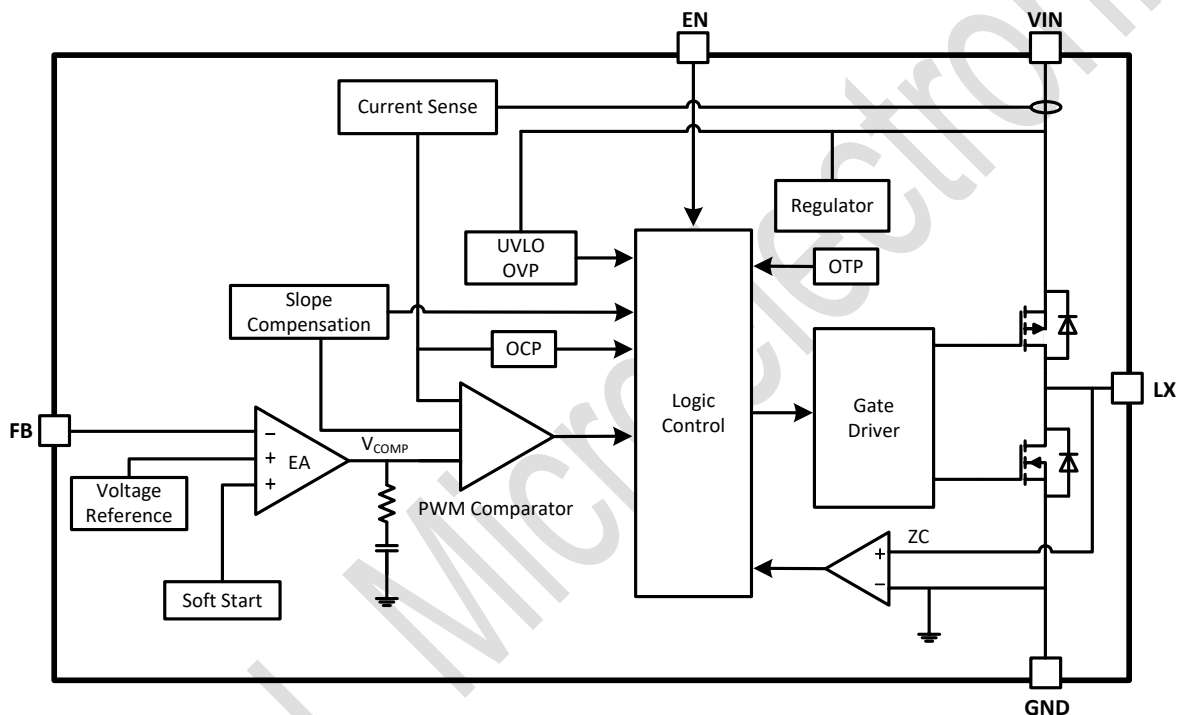 EN
VIN
Current Sense
Regulator
UVLO
OVP
OTP
Slope
Compensation
OCP
LX
Logic
Control
Gate
Driver
FB
−
+
+
EA
VCOMP
Voltage
Reference
PWM Comparator
ZC
+
−
Soft Start
GND
Microelectroni